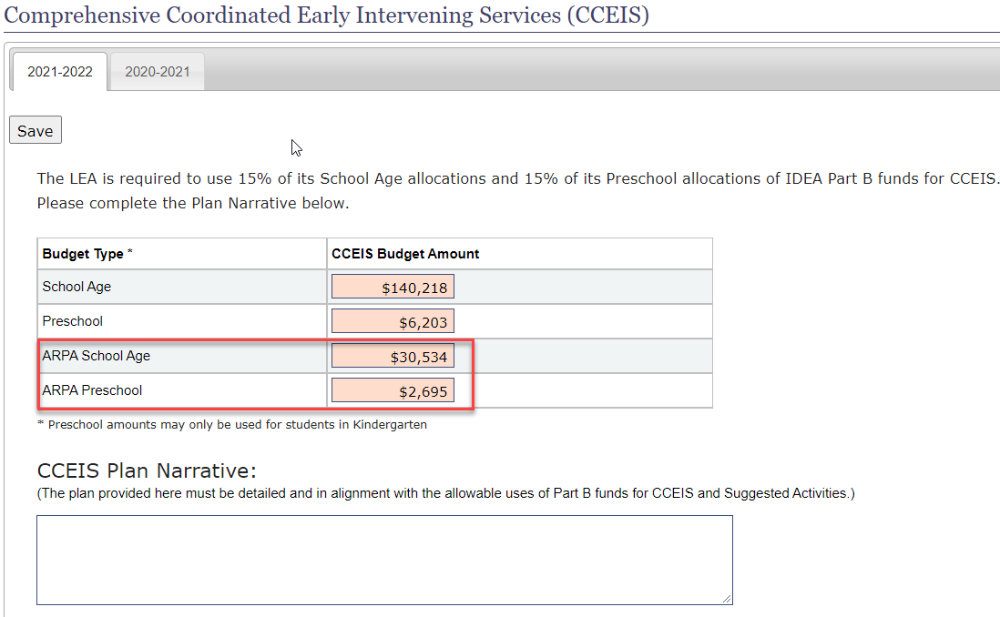 Comprehensive Coordinated Early Intervening Services (CCEIS)
2021-2022 2020-2021
Save
The LEA is required to use 15% of its School Age allocations and 15% of its Preschool allocations of IDEA Part B funds for CCEIS.
Please complete the Plan Narrative below.
Budget Type * CCEIS Budget Amount
School Age $140,218
Preschool $6,203
ARPA School Age $30,534
ARPA Preschool $2,695
* Preschool amounts may only be used for students in Kindergarten
CCEIS Plan Narrative:
(The plan provided here must be detailed and in alignment with the allowable uses of Part B funds for CCEIS and Suggested Activities.)